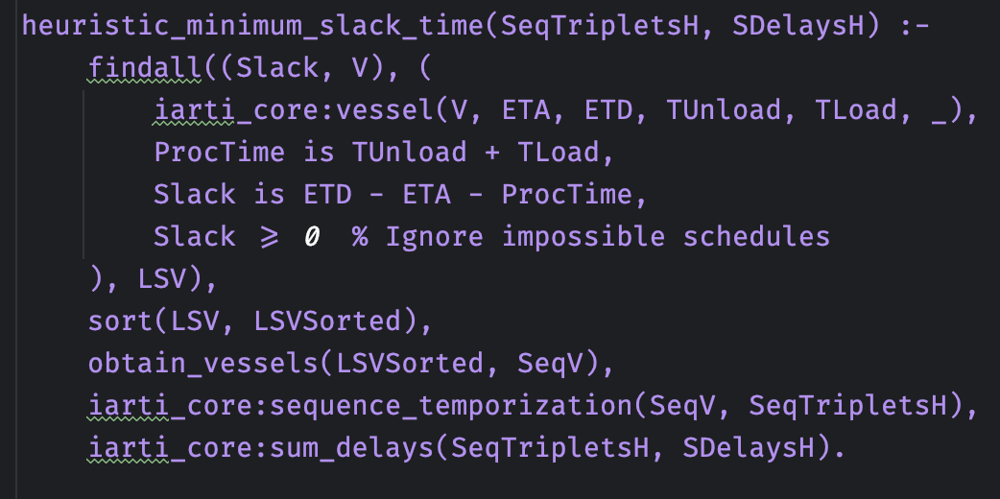 heuristic_minimum_slack_time(SeqTripletsH, SDelaysH) :-
    findall((Slack, V), (
        iarti_core:vessel(V, ETA, ETD, TUnload, TLoad, _),
        ProcTime is TUnload + TLoad,
        Slack is ETD - ETA - ProcTime,
        Slack >= 0  % Ignore impossible schedules
    ), LSV),
    sort(LSV, LSVSorted),
    obtain_vessels(LSVSorted, SeqV),
    iarti_core:sequence_temporization(SeqV, SeqTripletsH),
    iarti_core:sum_delays(SeqTripletsH, SDelaysH).